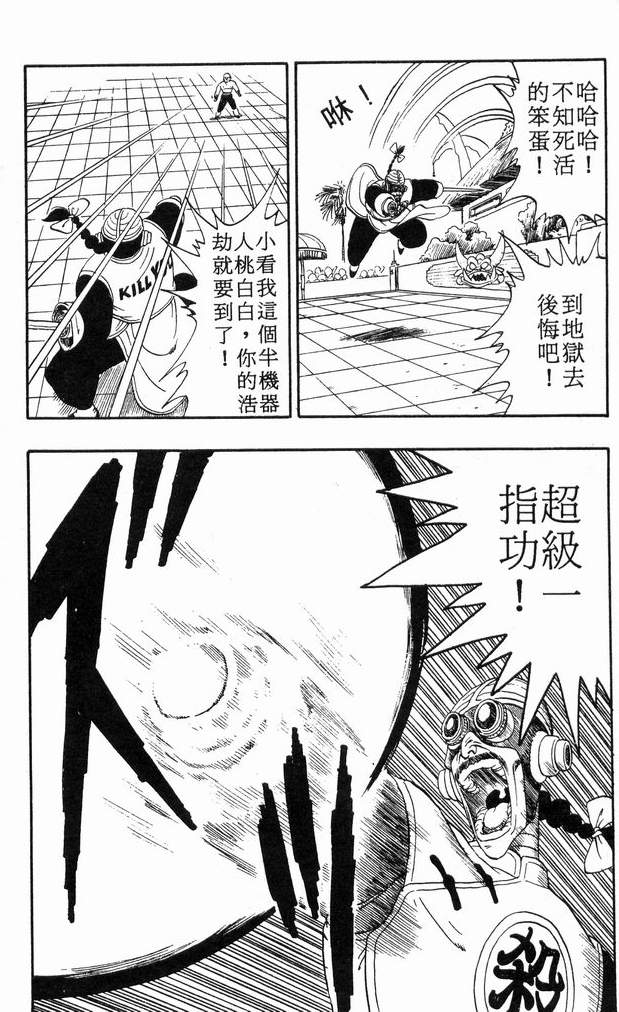 哈哈哈！
不知死活
的笨蛋！
咻！
到地獄去
後悔吧！
小看我這個半機器
人桃白白，你的浩
劫就要到了！
KILLYOU
超級一
指功！
殺